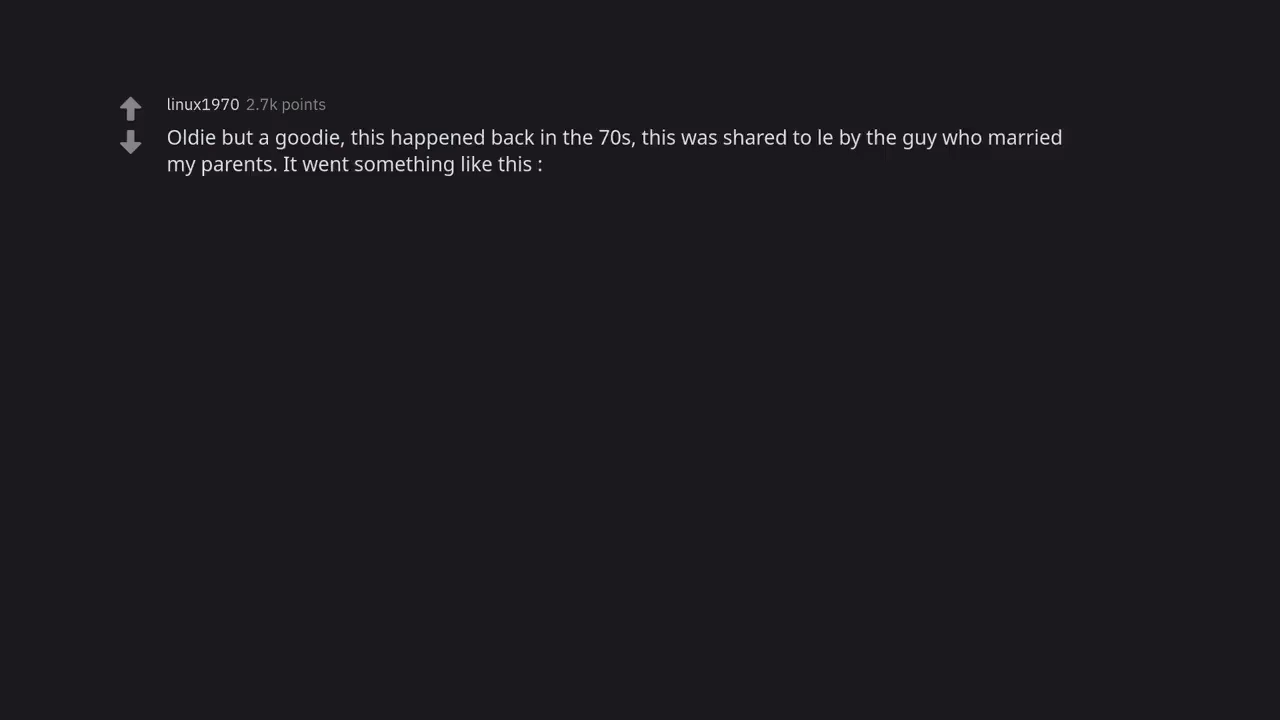 linux1970 2.7k points
Oldie but a goodie, this happened back in the 70s, this was shared to le by the guy who married
my parents. It went something like this :